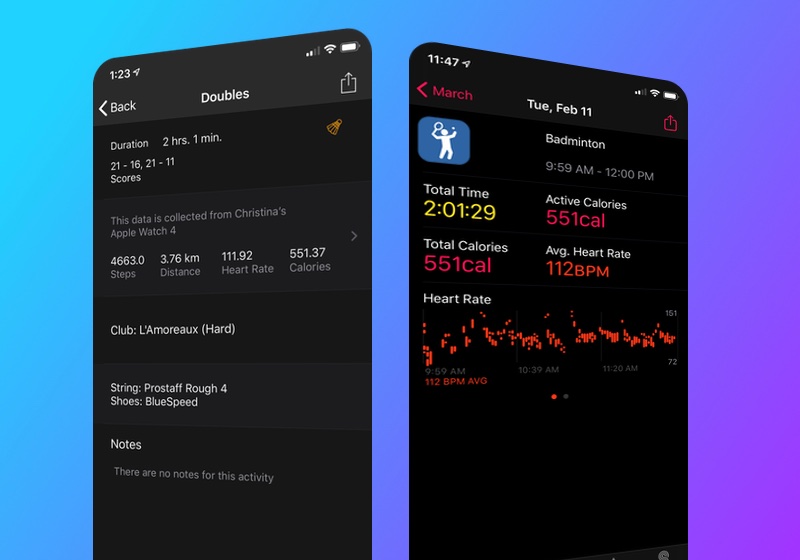 1:23
Back
Doubles
Duration 2 hrs. 1 min.
21 - 16, 21 - 11
Scores
This data is collected from Christina's
Apple Watch 4
4663.0 3.76 km 111.92 551.37
Steps Distance Heart Rate Calories
Club: L'Amoreaux (Hard)
String: Prostaff Rough 4
Shoes: BlueSpeed
Notes
There are no notes for this activity
11:47
March
Tue, Feb 11
Badminton
9:59 AM - 12:00 PM
Total Time Active Calories
2:01:29 551cal
Total Calories Avg. Heart Rate
551cal 112BPM
Heart Rate
151
72
9:59 AM 10:39 AM 11:20 AM
112 BPM AVG